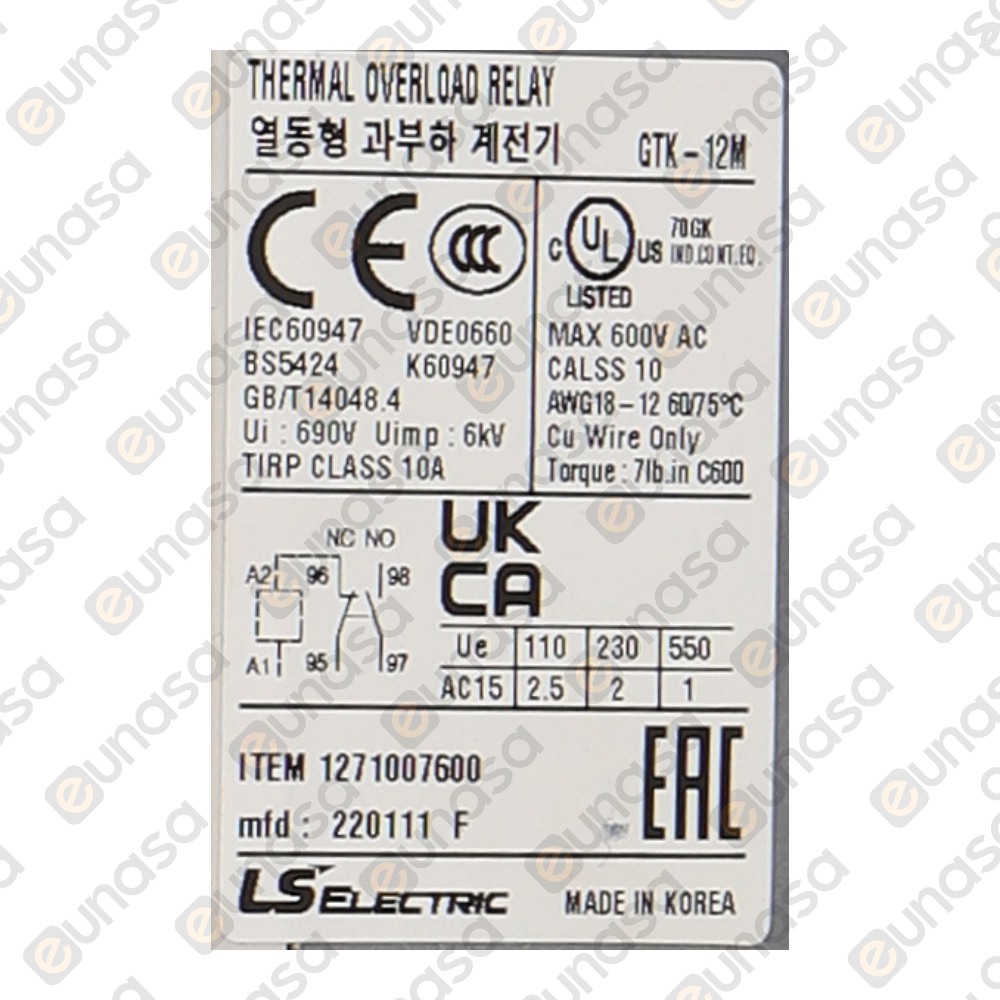 THERMAL OVERLOAD RELAY
열동형 과부하 계전기 GTK - 12M
CE CCC
C UL US 70GK
IND.CONT.EQ.
LISTED
IEC60947 VDE0660
BS5424 K60947
GB/T14048.4
Ui : 690V Uimp : 6kV
TIRP CLASS 10A
MAX 600V AC
CALSS 10
AWG18 - 12 60/75°C
Cu Wire Only
Torque : 7lb.in C600
NC NO
A2 96 98
A1 95 97
UK
CA
Ue 110 230 550
AC15 2.5 2 1
ITEM 1271007600
mfd : 220111 F
EAC
LS ELECTRIC MADE IN KOREA
eunasa